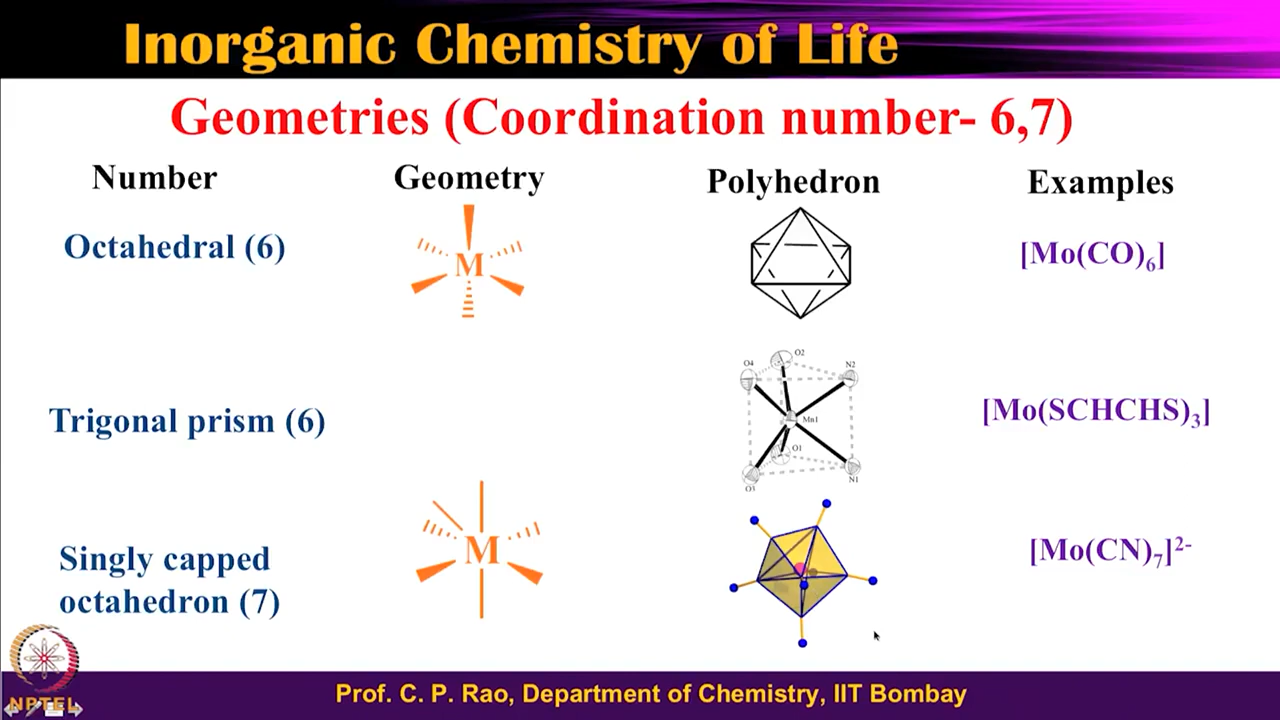 Inorganic Chemistry of Life
Geometries (Coordination number- 6,7)
Number Geometry Polyhedron Examples
Octahedral (6) M [Mo(CO)₆]
O4 O2 N2
Trigonal prism (6) Mn1 [Mo(SCHCHS)₃]
O1
O3 N1
Singly capped
octahedron (7) M [Mo(CN)₇]²⁻
NPTEL
Prof. C. P. Rao, Department of Chemistry, IIT Bombay